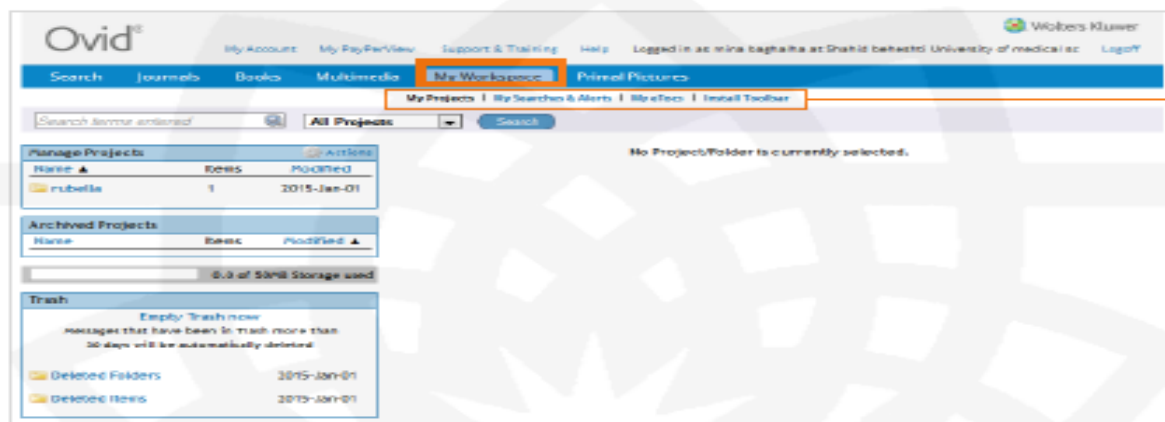 Ovid®
Wolters Kluwer
My Account My PayPerView Support & Training Help Logged in as mina baghalha at Shahid beheshti University of medical sc Logoff
Search Journals Books Multimedia My Workspace Primal Pictures
My Projects | My Searches & Alerts | My eTocs | Install Toolbar
Search terms entered All Projects Search
Manage Projects Actions
Name ▲ Items Modified
rubella 1 2015-Jan-01
No Project/Folder is currently selected.
Archived Projects
Name Items Modified ▲
0.0 of 50MB Storage used
Trash
Empty Trash now
Messages that have been in Trash more than
30 days will be automatically deleted
Deleted Folders 2015-Jan-01
Deleted Items 2015-Jan-01